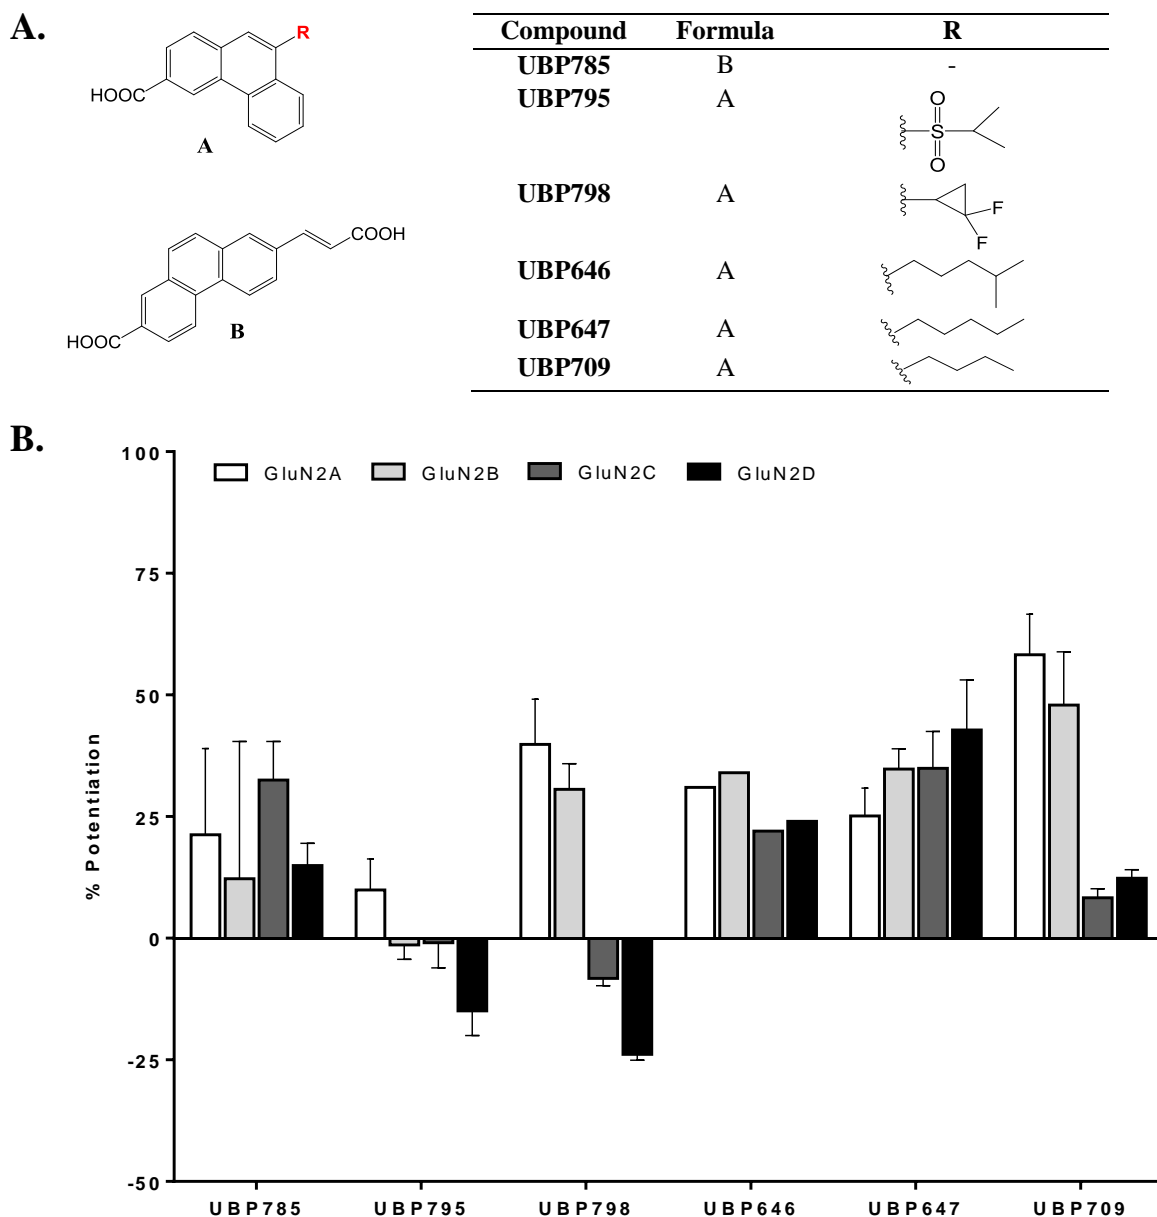 A.
R
HOOC
A
COOH
HOOC
B
Compound Formula R
UBP785 B -
UBP795 A
O
S
O
UBP798 A
F
F
UBP646 A
UBP647 A
UBP709 A
B.
GluN2A GluN2B GluN2C GluN2D
% Potentiation
100
75
50
25
0
-25
-50
UBP785 UBP795 UBP798 UBP646 UBP647 UBP709